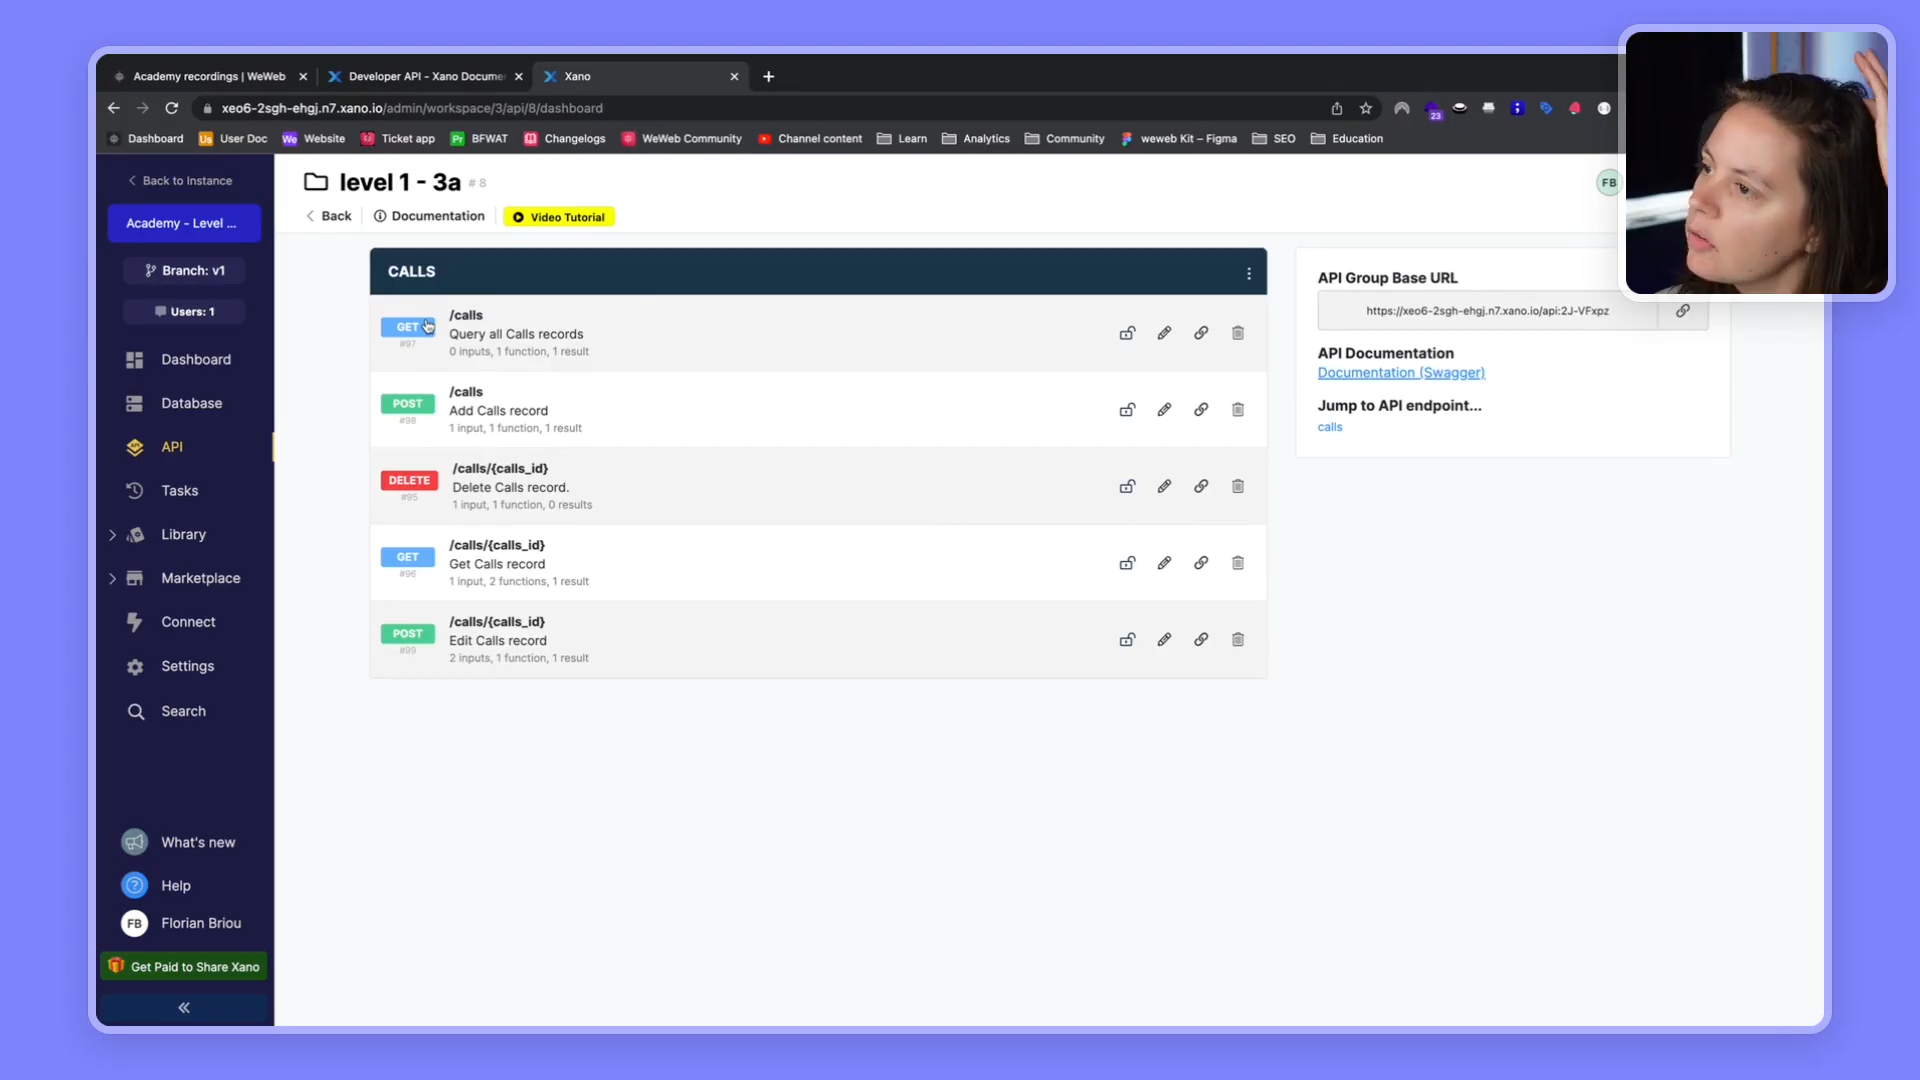 Academy recordings | WeWeb
Developer API - Xano Docume
Xano
xeo6-2sgh-ehgj.n7.xano.io/admin/workspace/3/api/8/dashboard
23
Dashboard
Us User Doc
We Website
Ticket app
Pr BFWAT
Changelogs
WeWeb Community
Channel content
Learn
Analytics
Community
weweb Kit – Figma
SEO
Education
Back to Instance
Academy - Level ...
Branch: v1
Users: 1
Dashboard
Database
API
Tasks
Library
Marketplace
Connect
Settings
Search
What's new
Help
FB Florian Briou
Get Paid to Share Xano
level 1 - 3a # 8
FB
Back
Documentation
Video Tutorial
CALLS
GET
#97
/calls
Query all Calls records
0 inputs, 1 function, 1 result
POST
#98
/calls
Add Calls record
1 input, 1 function, 1 result
DELETE
#95
/calls/{calls_id}
Delete Calls record.
1 input, 1 function, 0 results
GET
#96
/calls/{calls_id}
Get Calls record
1 input, 2 functions, 1 result
POST
#99
/calls/{calls_id}
Edit Calls record
2 inputs, 1 function, 1 result
API Group Base URL
https://xeo6-2sgh-ehgj.n7.xano.io/api:2J-VFxpz
API Documentation
Documentation (Swagger)
Jump to API endpoint...
calls